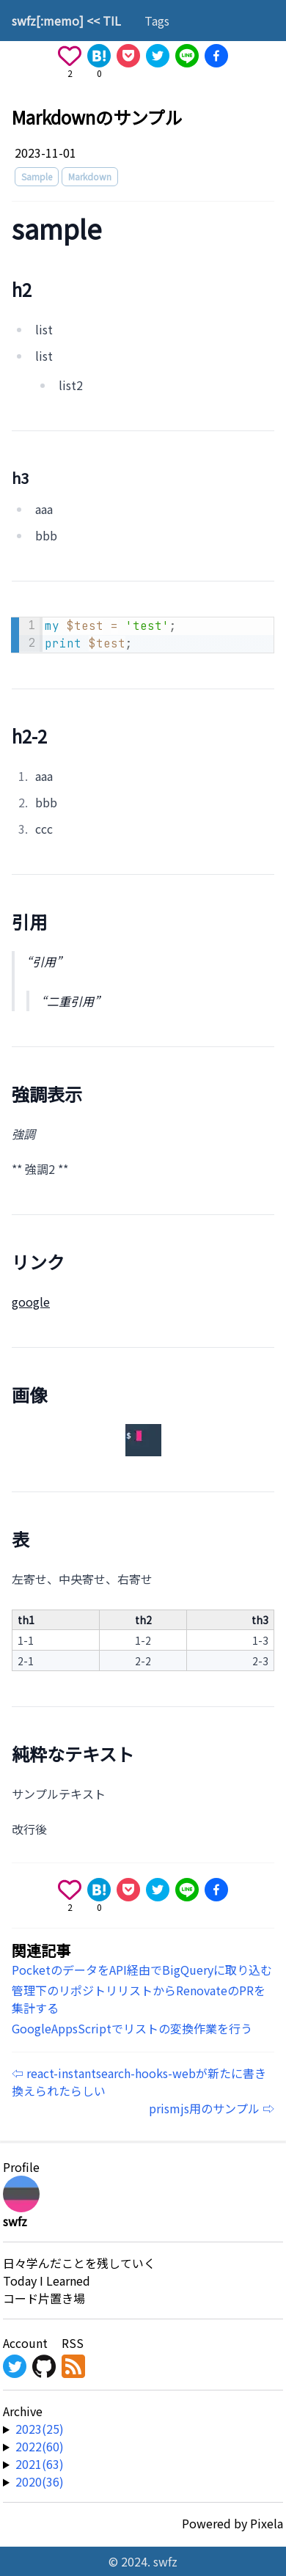 swfz[:memo] << TIL Tags
2 0
LINE
Markdownのサンプル
2023-11-01
Sample Markdown
sample
h2
list
list
list2
h3
aaa
bbb
1 my $test = 'test';
2 print $test;
h2-2
1. aaa
2. bbb
3. ccc
引用
“引用”
“二重引用”
強調表示
強調
** 強調2 **
リンク
google
画像
$
表
左寄せ、中央寄せ、右寄せ
th1 th2 th3
1-1 1-2 1-3
2-1 2-2 2-3
純粋なテキスト
サンプルテキスト
改行後
2 0
LINE
関連記事
PocketのデータをAPI経由でBigQueryに取り込む
管理下のリポジトリリストからRenovateのPRを
集計する
GoogleAppsScriptでリストの変換作業を行う
⇦ react-instantsearch-hooks-webが新たに書き
換えられたらしい
prismjs用のサンプル ⇨
Profile
swfz
日々学んだことを残していく
Today I Learned
コード片置き場
Account RSS
Archive
▶ 2023(25)
▶ 2022(60)
▶ 2021(63)
▶ 2020(36)
Powered by Pixela
© 2024. swfz